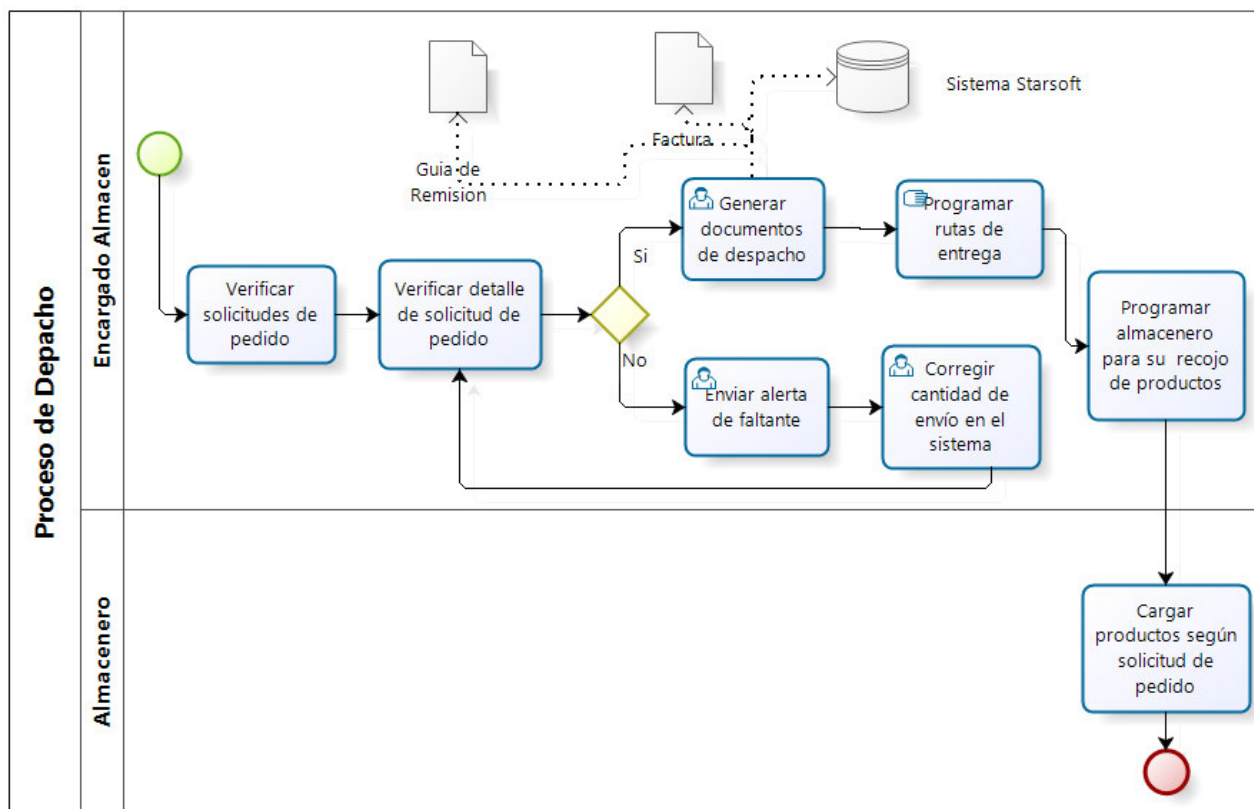 Proceso de Depacho
Encargado Almacen
Almacenero
Guia de
Remision
Factura
Sistema Starsoft
Verificar
solicitudes de
pedido
Verificar detalle
de solicitud de
pedido
Si
No
Generar
documentos
de despacho
Programar
rutas de
entrega
Enviar alerta
de faltante
Corregir
cantidad de
envío en el
sistema
Programar
almacenero
para su recojo
de productos
Cargar
productos según
solicitud de
pedido